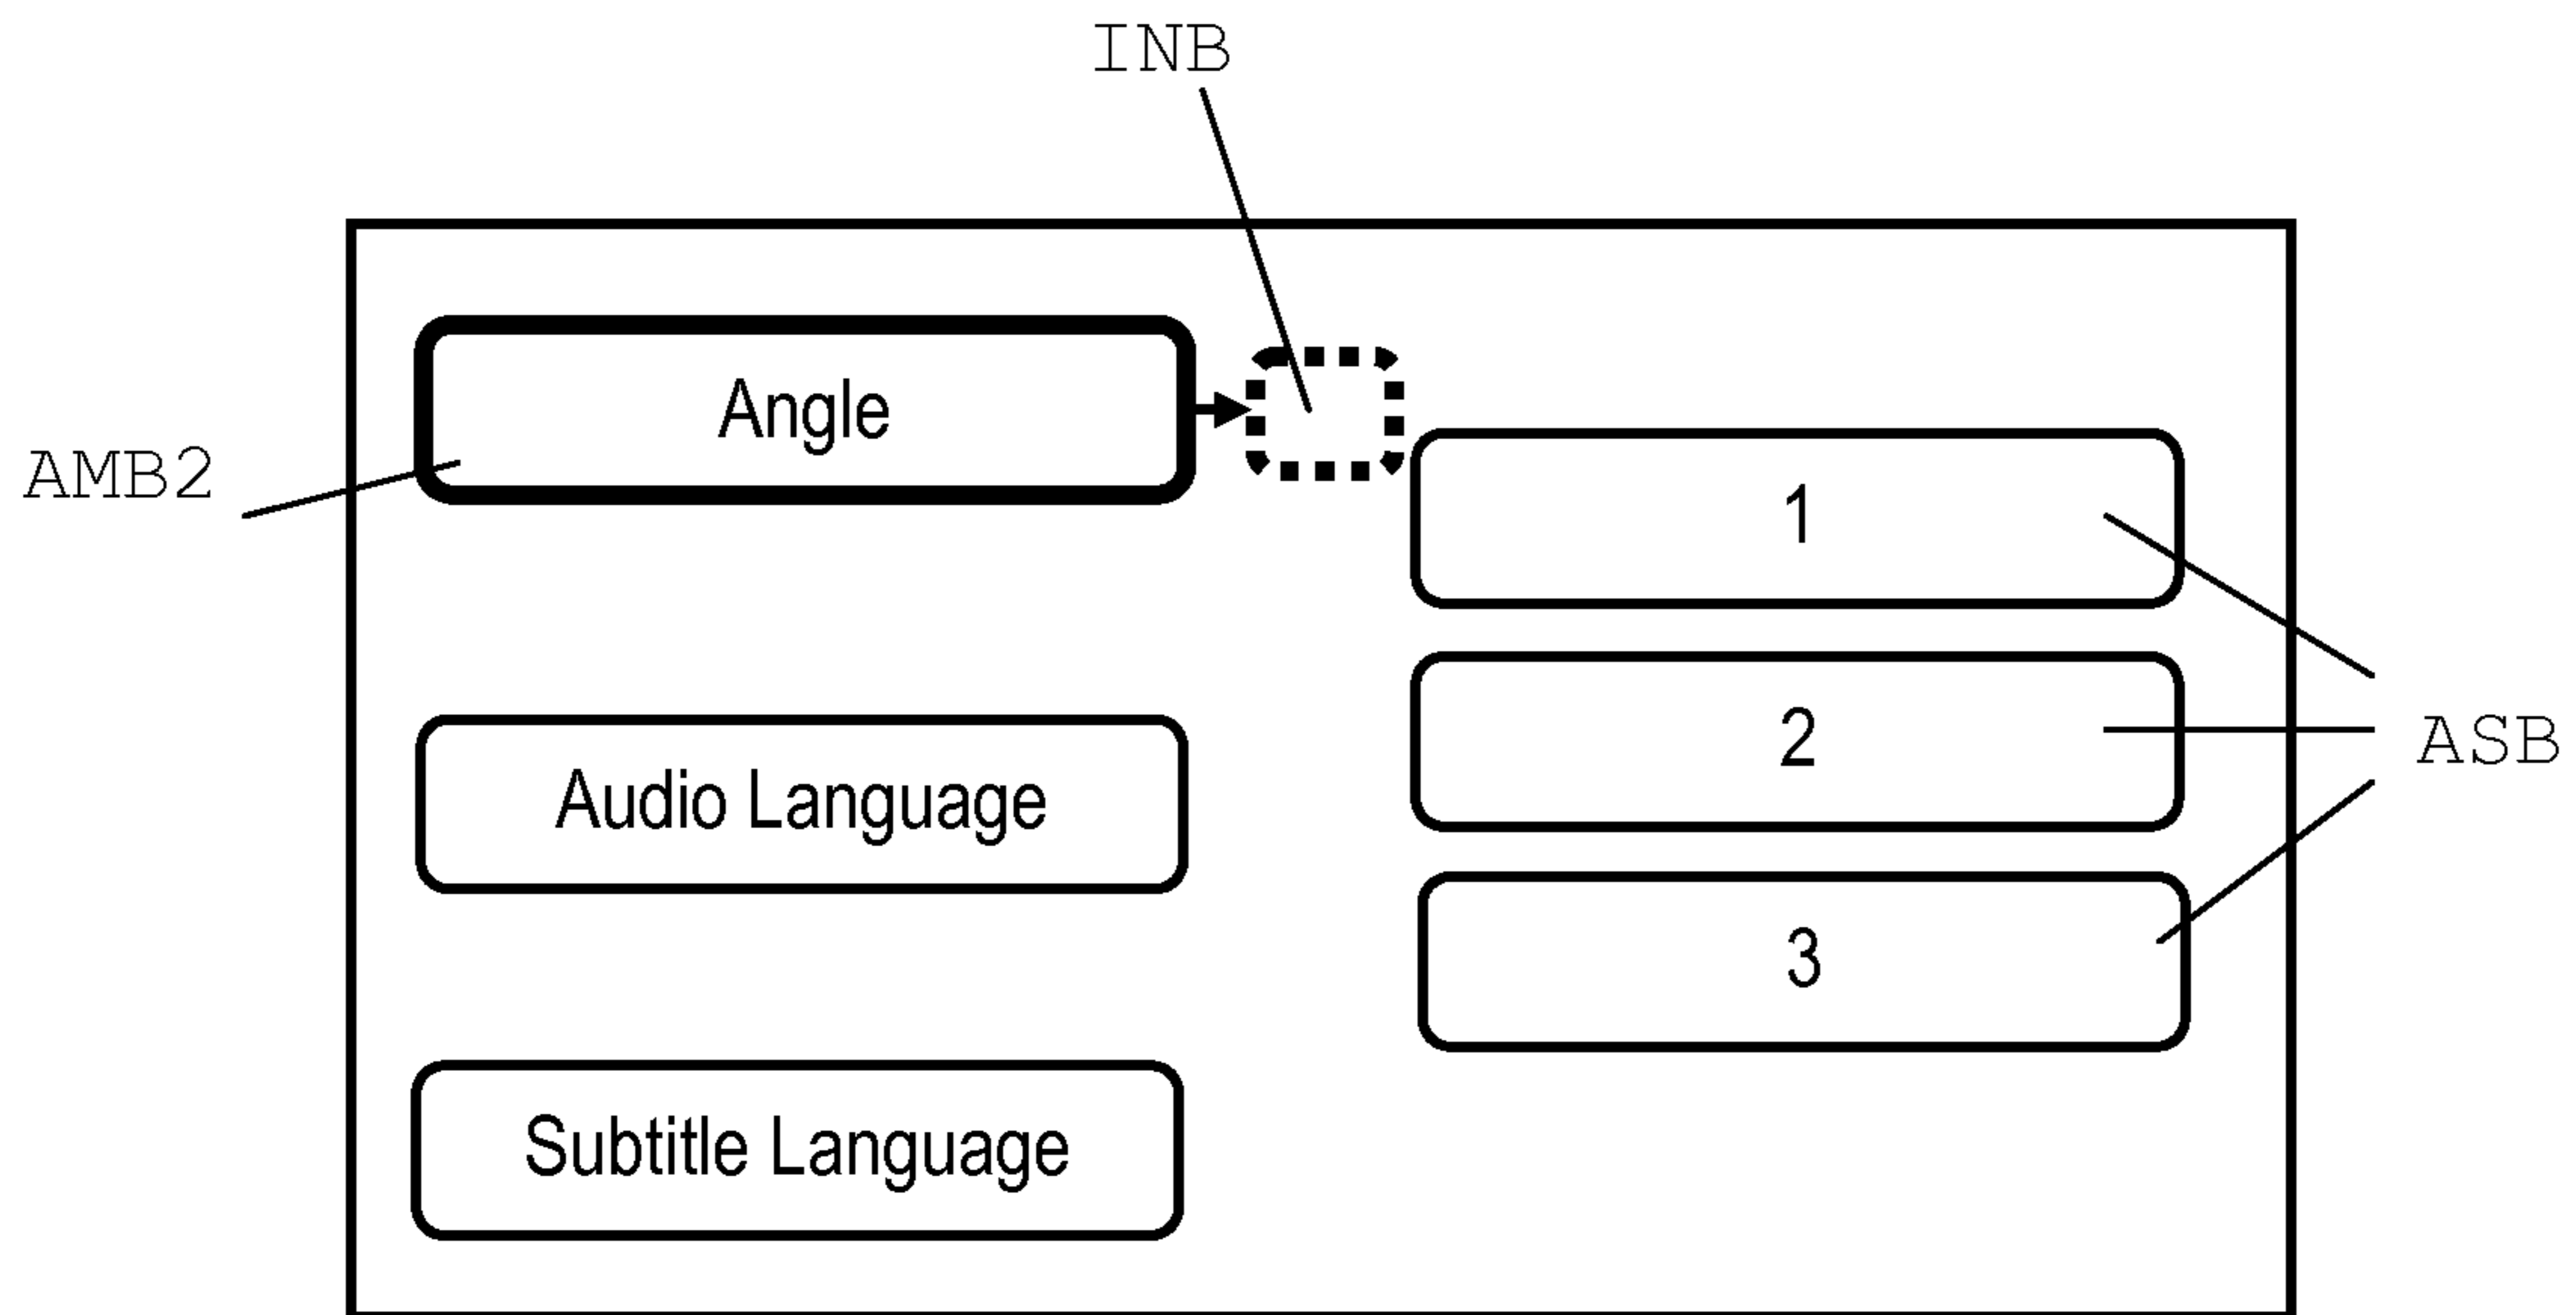 INB
Angle
AMB2
1
2
ASB
Audio Language
3
Subtitle Language